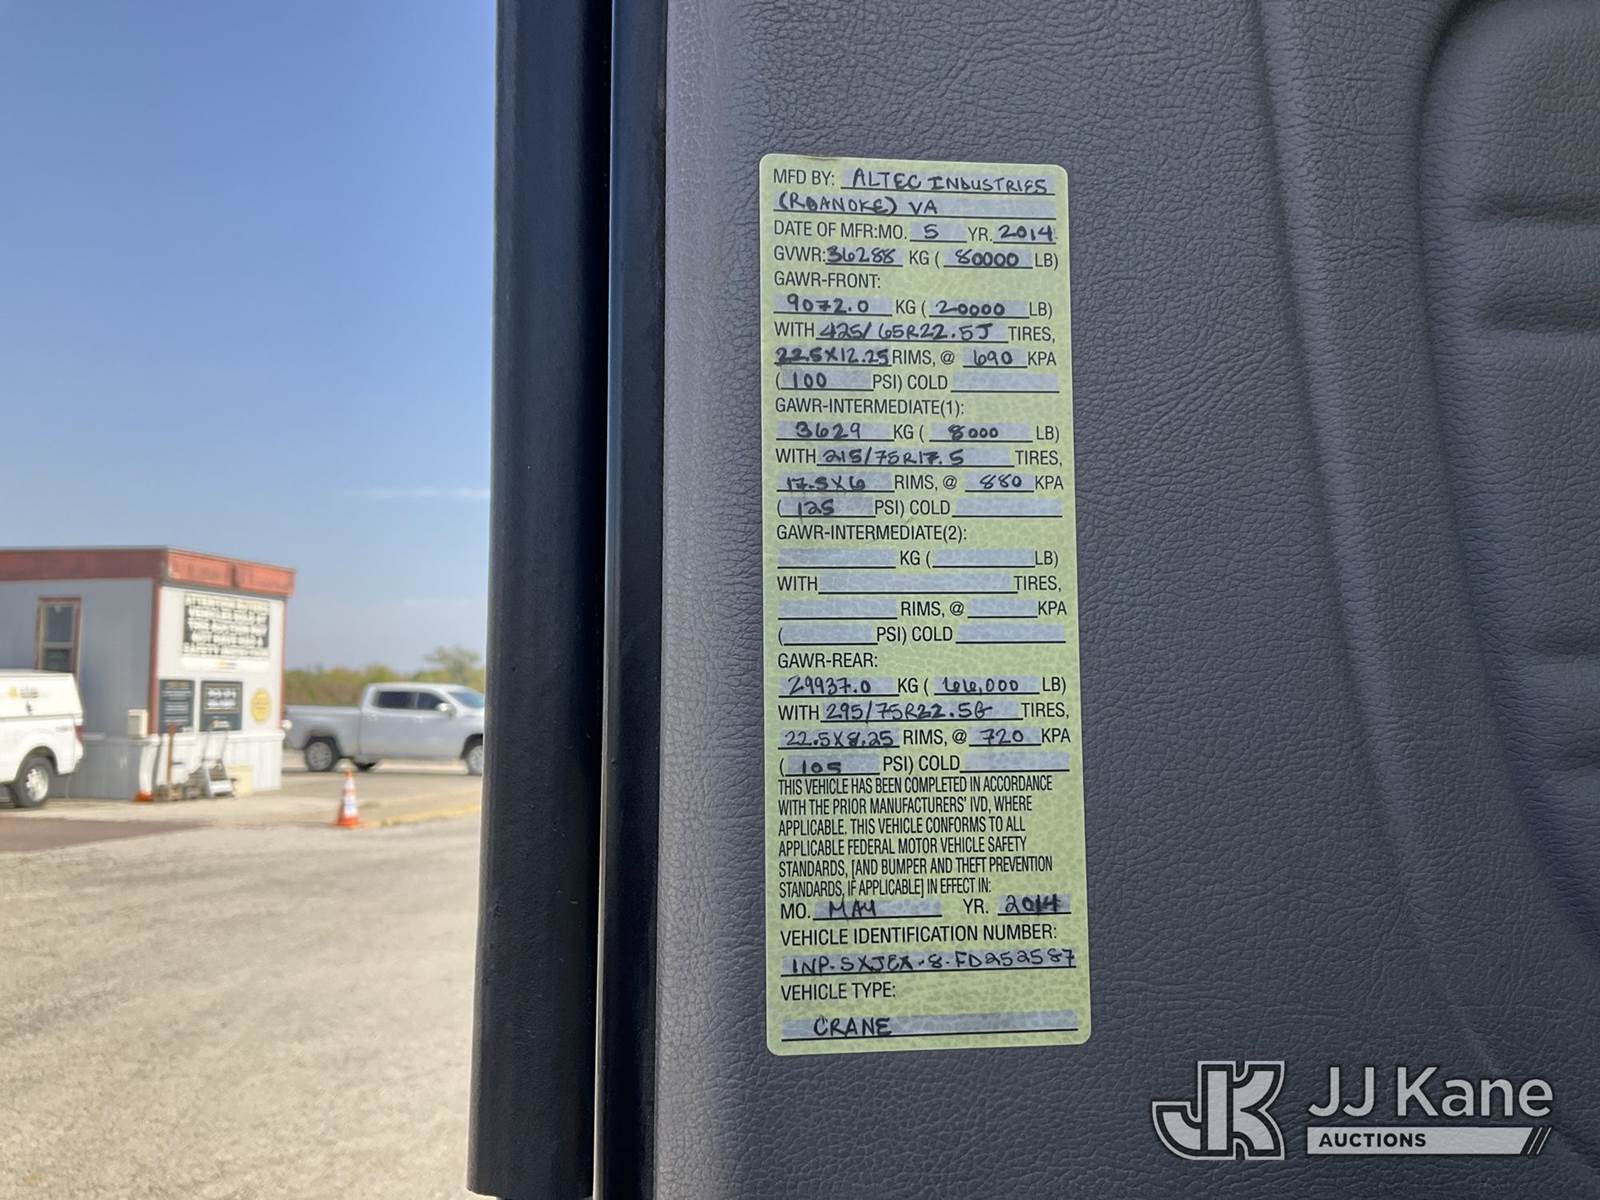 MFD BY: ALTEC INDUSTRIES
(ROANOKE) VA
DATE OF MFR:MO. 5 YR. 2014
GVWR: 36288 KG ( 80000 LB)
GAWR-FRONT:
9072.0 KG ( 20000 LB)
WITH 425/65R22.5J TIRES,
22.5X12.25 RIMS, @ 690 KPA
( 100 PSI) COLD
GAWR-INTERMEDIATE(1):
3629 KG ( 8000 LB)
WITH 215/75R17.5 TIRES,
17.5X6 RIMS, @ 880 KPA
( 125 PSI) COLD
GAWR-INTERMEDIATE(2):
KG ( LB)
WITH TIRES,
RIMS, @ KPA
( PSI) COLD
GAWR-REAR:
29937.0 KG ( 66,000 LB)
WITH 295/75R22.5G TIRES,
22.5X8.25 RIMS, @ 720 KPA
( 105 PSI) COLD
THIS VEHICLE HAS BEEN COMPLETED IN ACCORDANCE
WITH THE PRIOR MANUFACTURERS' IVD, WHERE
APPLICABLE. THIS VEHICLE CONFORMS TO ALL
APPLICABLE FEDERAL MOTOR VEHICLE SAFETY
STANDARDS, [AND BUMPER AND THEFT PREVENTION
STANDARDS, IF APPLICABLE] IN EFFECT IN:
MO. MAY YR. 2014
VEHICLE IDENTIFICATION NUMBER:
1NP-SXJEX-8-FD252587
VEHICLE TYPE:
CRANE
JK JJ Kane
AUCTIONS